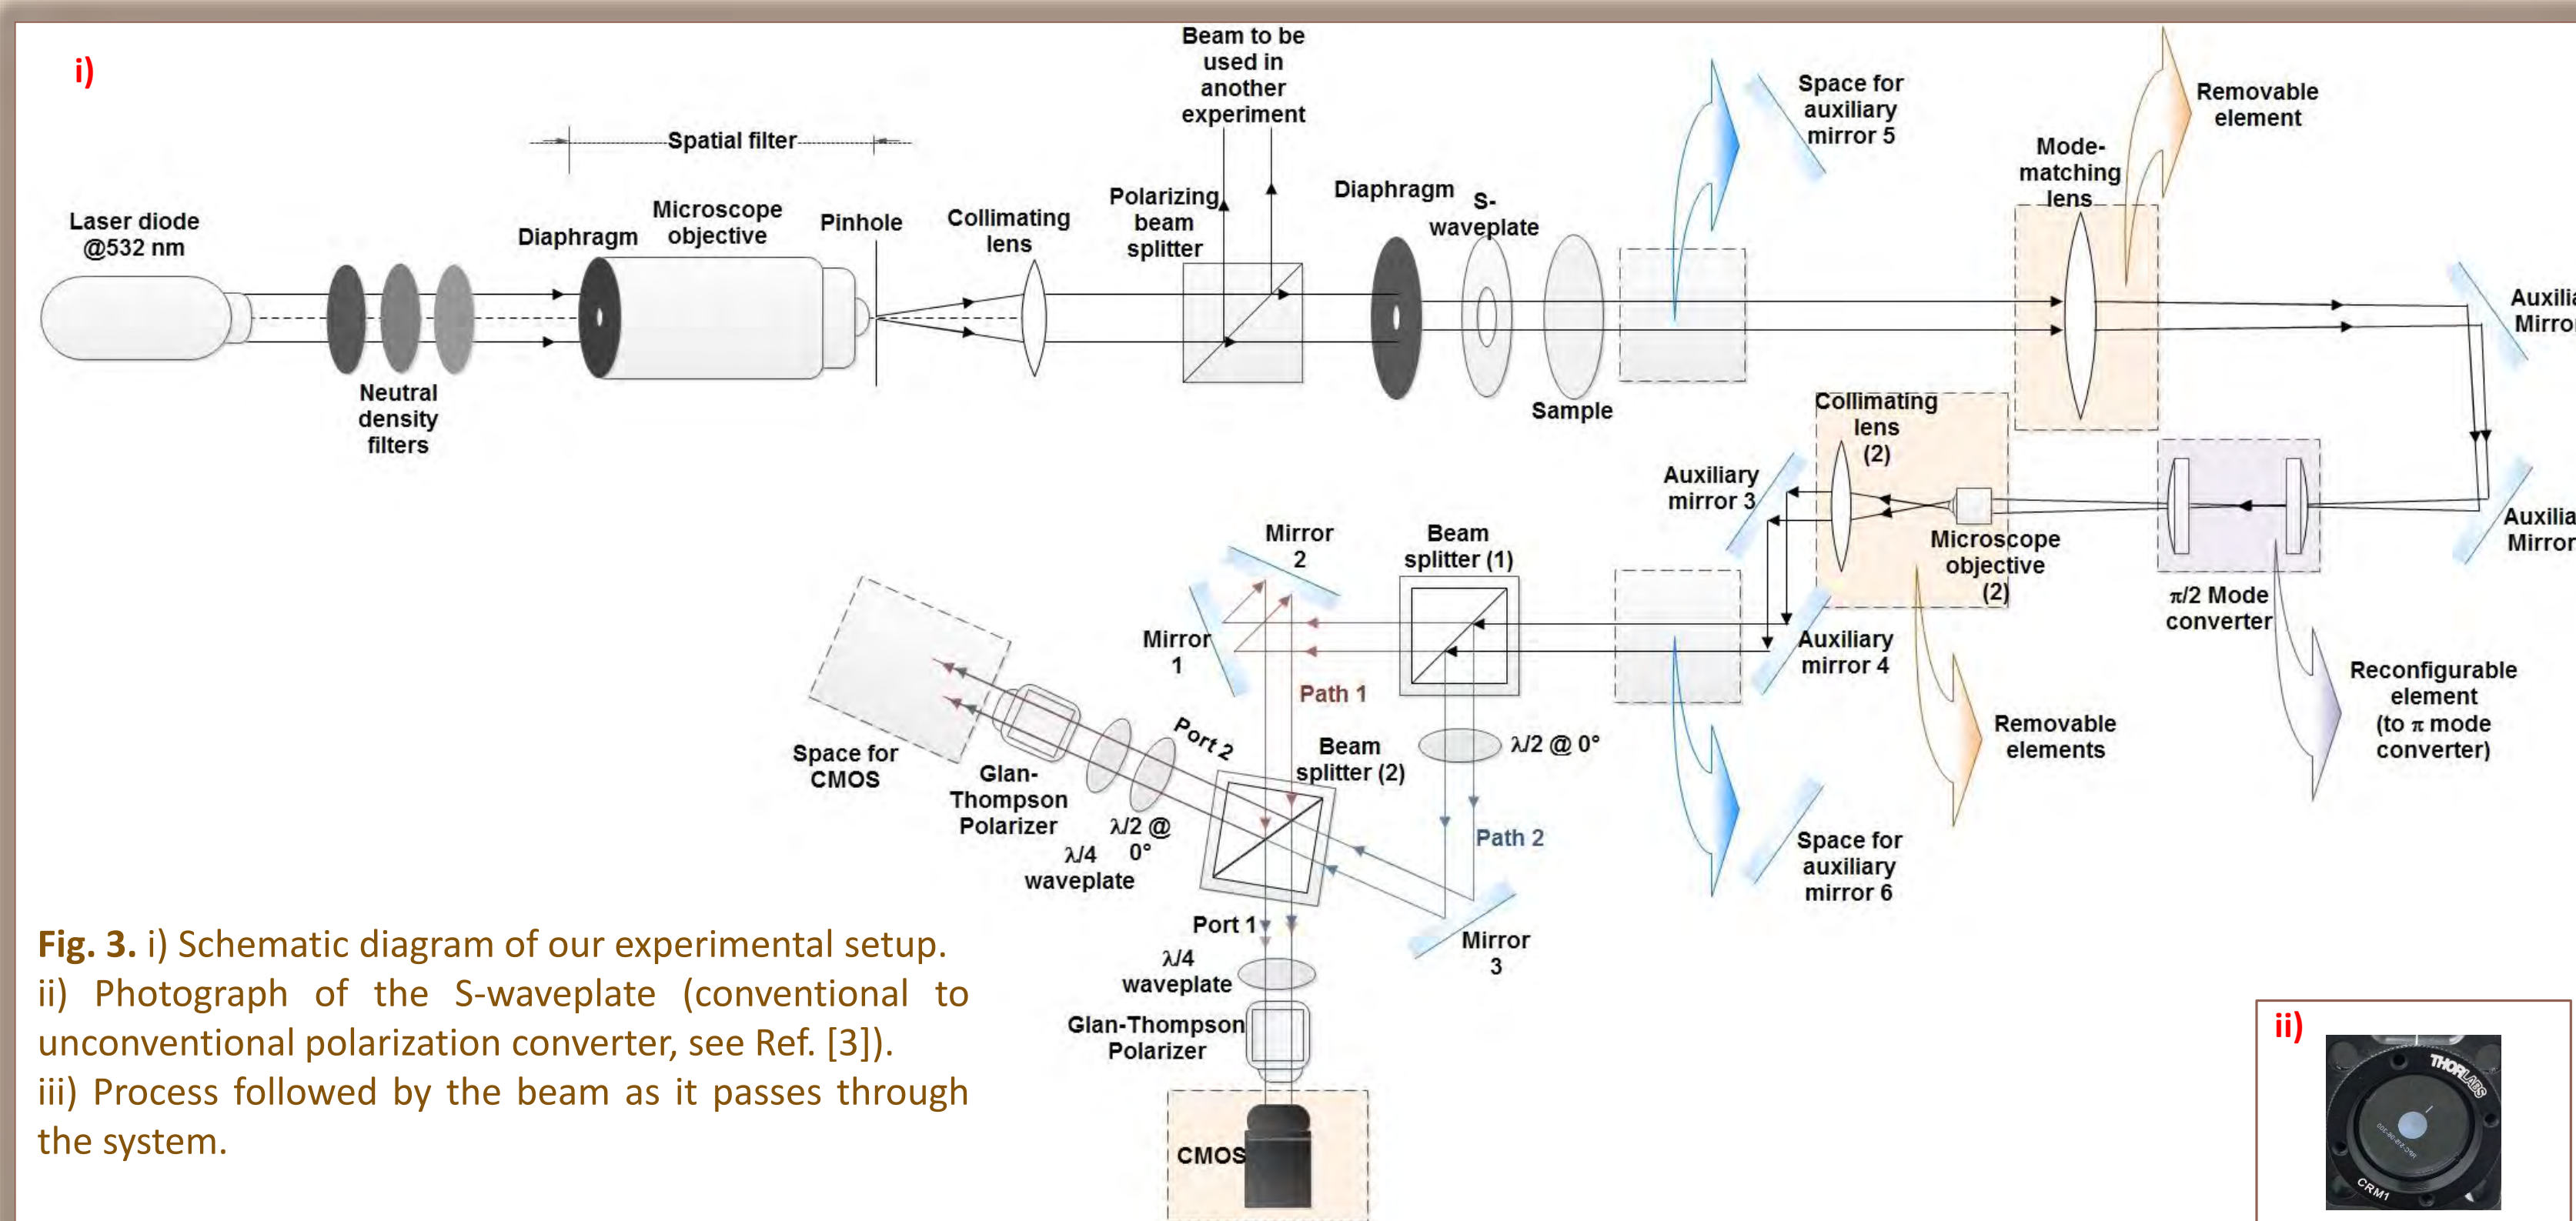 i)
Beam to be
used in
another
experiment
Spatial filter
Space for
auxiliary
mirror 5
Removable
element
Mode-
matching
lens
Laser diode
@532 nm
Diaphragm
Microscope
objective
Pinhole
Collimating
lens
Polarizing
beam
splitter
Diaphragm
S-
waveplate
Neutral
density
filters
Sample
Auxilia
Mirror
Collimating
lens
(2)
Auxiliary
mirror 3
Microscope
objective
(2)
π/2 Mode
converter
Auxilia
Mirror
Mirror
2
Beam
splitter (1)
Mirror
1
Auxiliary
mirror 4
Path 1
Reconfigurable
element
(to π mode
converter)
Removable
elements
Space for
CMOS
Glan-
Thompson
Polarizer
Port 2
Beam
splitter (2)
λ/2 @ 0°
λ/2 @
0°
λ/4
waveplate
Path 2
Space for
auxiliary
mirror 6
Port 1
Mirror
3
λ/4
waveplate
Glan-Thompson
Polarizer
CMOS
Fig. 3. i) Schematic diagram of our experimental setup.
ii) Photograph of the S-waveplate (conventional to
unconventional polarization converter, see Ref. [3]).
iii) Process followed by the beam as it passes through
the system.
ii)
THORLABS
CRM1